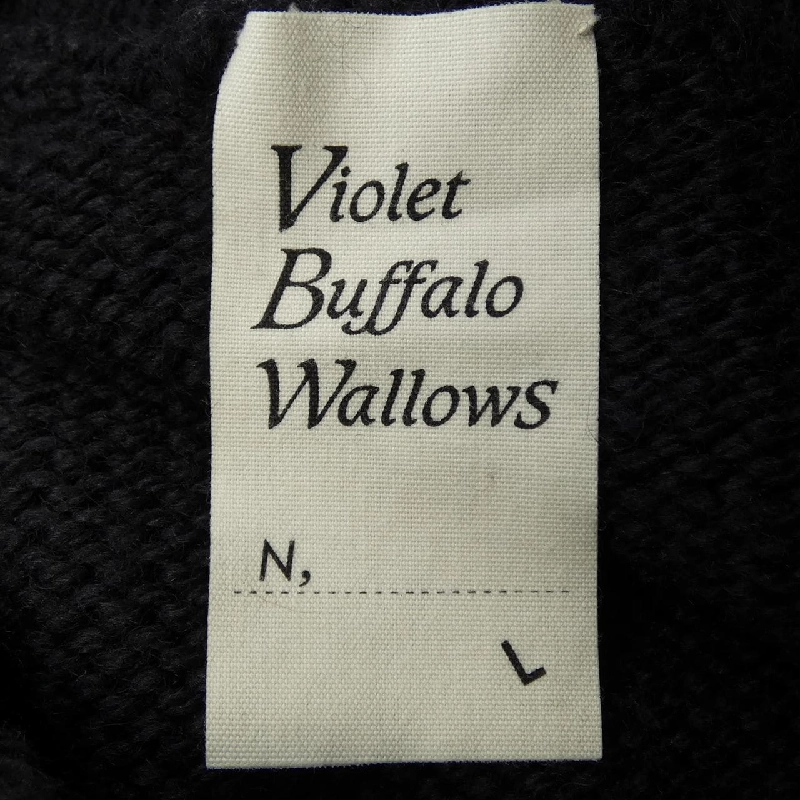 Violet
Buffalo
Wallows
N,
L